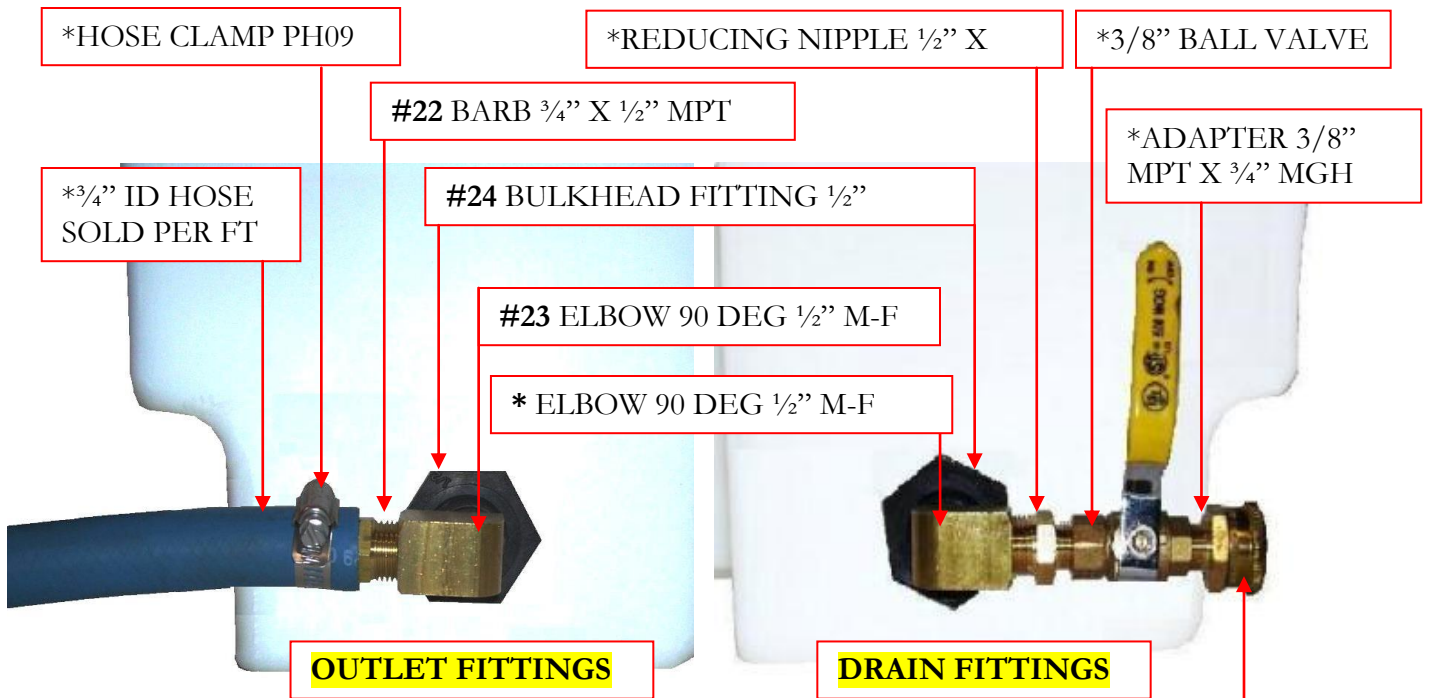 *HOSE CLAMP PH09
*REDUCING NIPPLE ½” X
*3/8” BALL VALVE
#22 BARB ¾” X ½” MPT
*ADAPTER 3/8”
MPT X ¾” MGH
*¾” ID HOSE
SOLD PER FT
#24 BULKHEAD FITTING ½”
#23 ELBOW 90 DEG ½” M-F
* ELBOW 90 DEG ½” M-F
OUTLET FITTINGS
DRAIN FITTINGS